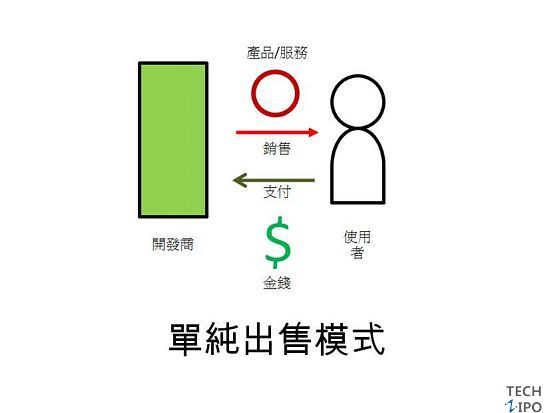 產品/服務
銷售
支付
開發商
使用
者
$
金錢
單純出售模式
TECH
IPO